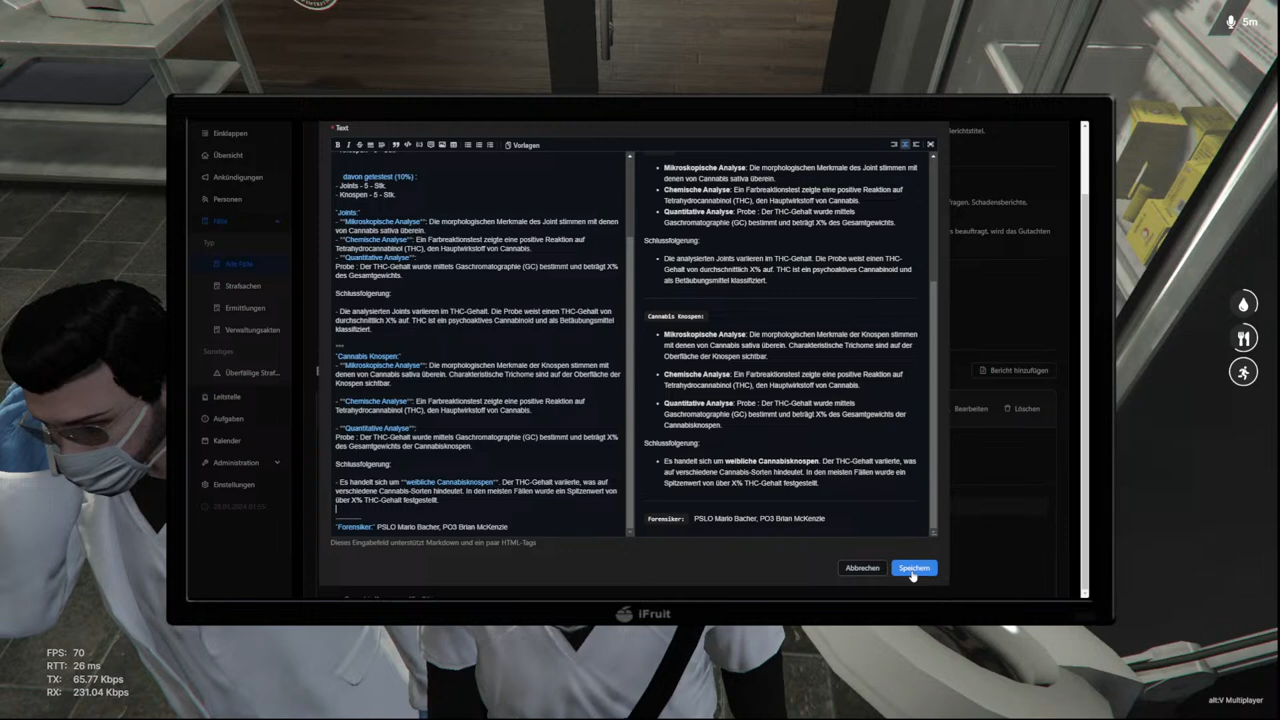 5m
* Text
Berichtstitel.
Einklappen
Übersicht
Ankündigungen
Personen
Fälle
Typ
Alle Fälle
Strafsachen
Ermittlungen
Verwaltungsakten
Sonstiges
Überfällige Straf...
Leitstelle
Aufgaben
Kalender
Administration
Einstellungen
Vorlagen
davon getestest (10%) :
- Joints - 5 - Stk.
- Knospen - 5 - Stk.
`Joints:`
- **Mikroskopische Analyse**: Die morphologischen Merkmale des Joint stimmen mit
denen von Cannabis sativa überein.
- **Chemische Analyse**: Ein Farbreaktionstest zeigte eine positive Reaktion auf
Tetrahydrocannabinol (THC), den Hauptwirkstoff von Cannabis.
- **Quantitative Analyse**:
Probe : Der THC-Gehalt wurde mittels Gaschromatographie (GC) bestimmt und beträgt X%
des Gesamtgewichts.
Schlussfolgerung:
- Die analysierten Joints variieren im THC-Gehalt. Die Probe weist einen THC-Gehalt von
durchschnittlich X% auf. THC ist ein psychoaktives Cannabinoid und als Betäubungsmittel
klassifiziert.
***
`Cannabis Knospen:`
- **Mikroskopische Analyse**: Die morphologischen Merkmale der Knospen stimmen mit
denen von Cannabis sativa überein. Charakteristische Trichome sind auf der Oberfläche der
Knospen sichtbar.
- **Chemische Analyse**: Ein Farbreaktionstest zeigte eine positive Reaktion auf
Tetrahydrocannabinol (THC), den Hauptwirkstoff von Cannabis.
- **Quantitative Analyse**:
Probe : Der THC-Gehalt wurde mittels Gaschromatographie (GC) bestimmt und beträgt X%
des Gesamtgewichts der Cannabisknospen.
Schlussfolgerung:
- Es handelt sich um **weibliche Cannabisknospen**. Der THC-Gehalt variierte, was auf
verschiedene Cannabis-Sorten hindeutet. In den meisten Fällen wurde ein Spitzenwert von
über X% THC-Gehalt festgestellt.
`Forensiker:` PSLO Mario Bacher, PO3 Brian McKenzie
Dieses Eingabefeld unterstützt Markdown und ein paar HTML-Tags
Mikroskopische Analyse: Die morphologischen Merkmale des Joint stimmen mit
denen von Cannabis sativa überein.
Chemische Analyse: Ein Farbreaktionstest zeigte eine positive Reaktion auf
Tetrahydrocannabinol (THC), den Hauptwirkstoff von Cannabis.
Quantitative Analyse: Probe : Der THC-Gehalt wurde mittels
Gaschromatographie (GC) bestimmt und beträgt X% des Gesamtgewichts.
Schlussfolgerung:
Die analysierten Joints variieren im THC-Gehalt. Die Probe weist einen THC-
Gehalt von durchschnittlich X% auf. THC ist ein psychoaktives Cannabinoid und
als Betäubungsmittel klassifiziert.
Cannabis Knospen:
Mikroskopische Analyse: Die morphologischen Merkmale der Knospen stimmen
mit denen von Cannabis sativa überein. Charakteristische Trichome sind auf der
Oberfläche der Knospen sichtbar.
Chemische Analyse: Ein Farbreaktionstest zeigte eine positive Reaktion auf
Tetrahydrocannabinol (THC), den Hauptwirkstoff von Cannabis.
Quantitative Analyse: Probe : Der THC-Gehalt wurde mittels
Gaschromatographie (GC) bestimmt und beträgt X% des Gesamtgewichts der
Cannabisknospen.
Schlussfolgerung:
Es handelt sich um weibliche Cannabisknospen. Der THC-Gehalt variierte, was
auf verschiedene Cannabis-Sorten hindeutet. In den meisten Fällen wurde ein
Spitzenwert von über X% THC-Gehalt festgestellt.
Forensiker: PSLO Mario Bacher, PO3 Brian McKenzie
Abbrechen
Speichern
fragen, Schadensberichte,
beauftragt, wird das Gutachten
Bericht hinzufügen
Bearbeiten
Löschen
iFruit
FPS: 70
RTT: 26 ms
TX: 65.77 Kbps
RX: 231.04 Kbps
alt:V Multiplayer